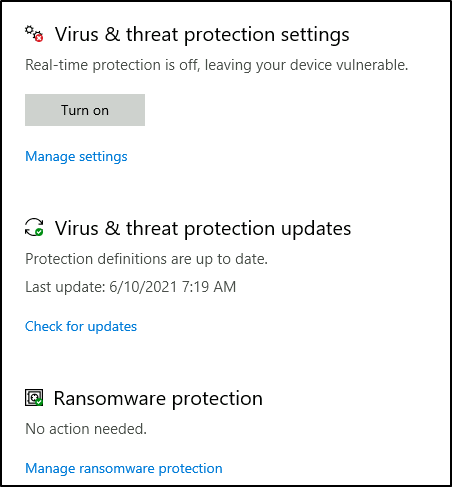 Virus & threat protection settings
Real-time protection is off, leaving your device vulnerable.
Turn on
Manage settings
Virus & threat protection updates
Protection definitions are up to date.
Last update: 6/10/2021 7:19 AM
Check for updates
Ransomware protection
No action needed.
Manage ransomware protection